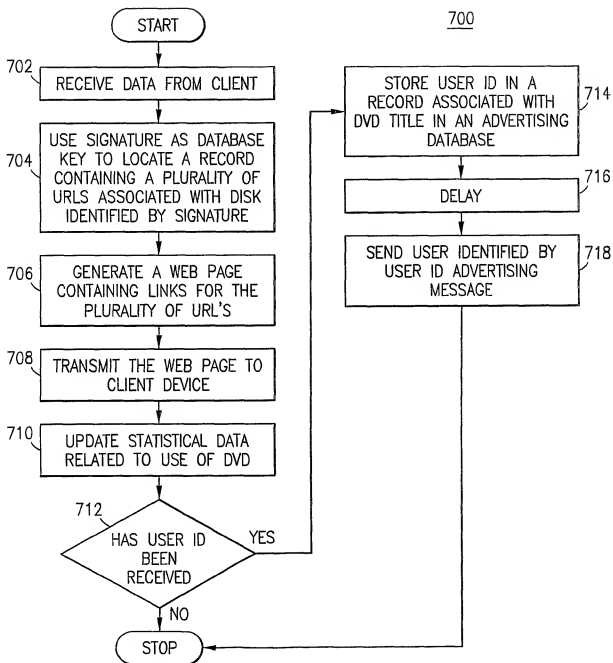 START
700
702
RECEIVE DATA FROM CLIENT
704
USE SIGNATURE AS DATABASE
KEY TO LOCATE A RECORD
CONTAINING A PLURALITY OF
URLS ASSOCIATED WITH DISK
IDENTIFIED BY SIGNATURE
706
GENERATE A WEB PAGE
CONTAINING LINKS FOR THE
PLURALITY OF URL'S
708
TRANSMIT THE WEB PAGE TO
CLIENT DEVICE
710
UPDATE STATISTICAL DATA
RELATED TO USE OF DVD
712
HAS USER ID
BEEN
RECEIVED
YES
NO
STOP
STORE USER ID IN A
RECORD ASSOCIATED WITH
DVD TITLE IN AN ADVERTISING
DATABASE
714
DELAY
716
SEND USER IDENTIFIED BY
USER ID ADVERTISING
MESSAGE
718